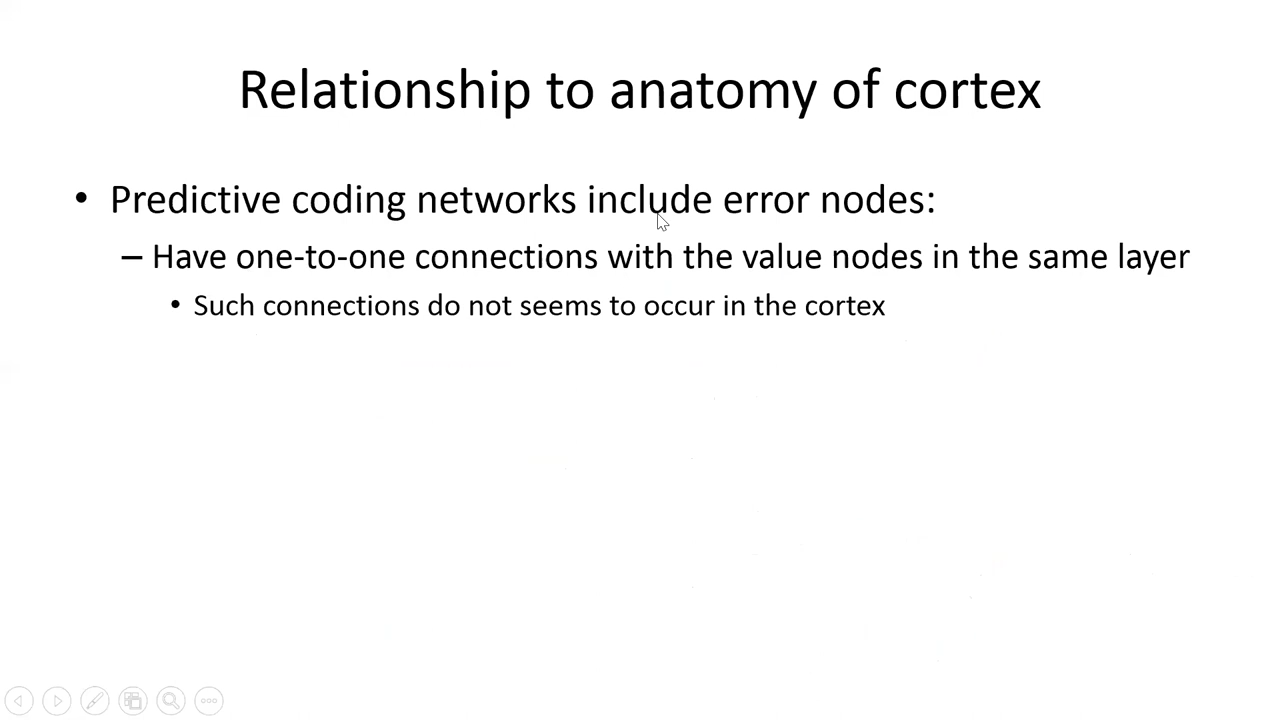 Relationship to anatomy of cortex
• Predictive coding networks include error nodes:
– Have one-to-one connections with the value nodes in the same layer
• Such connections do not seems to occur in the cortex